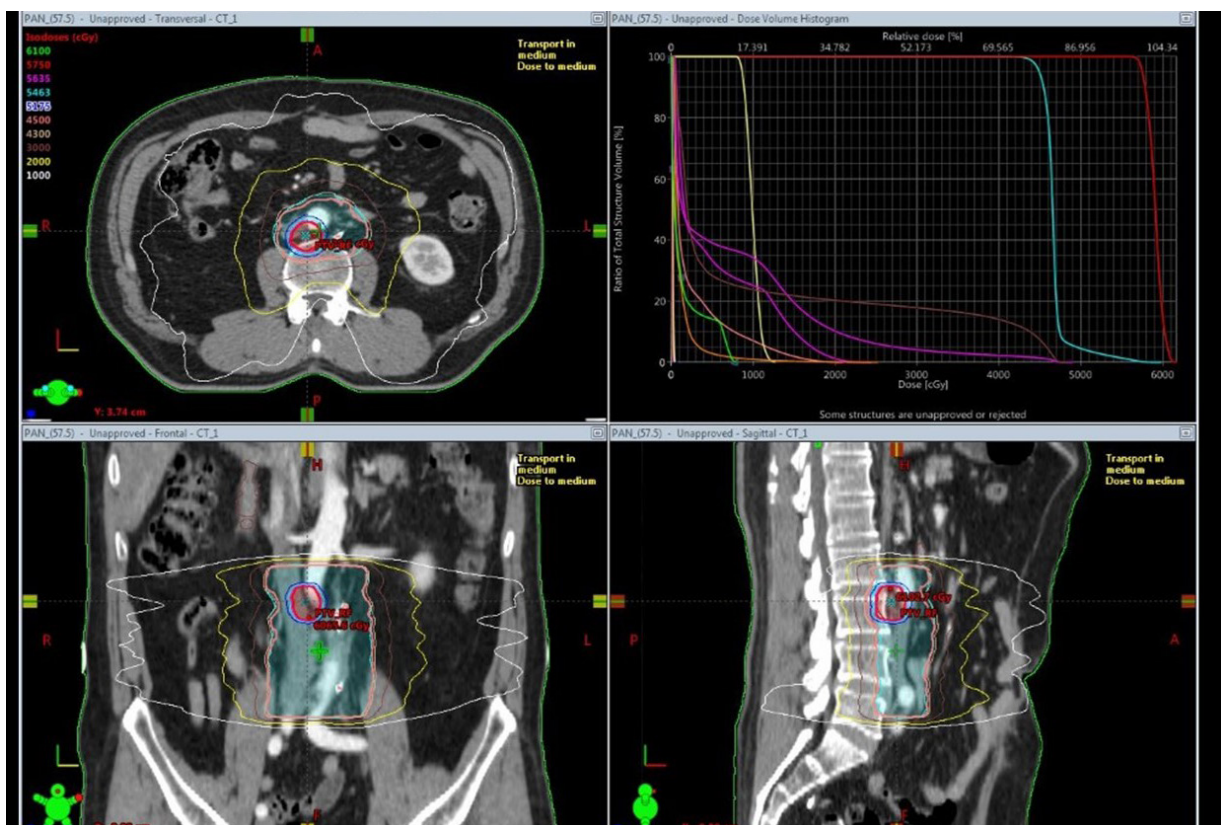 PAN_(57.5) - Unapproved - Transversal - CT_1
Isodoses (cGy)
6100
5750
5635
5463
5175
4500
4300
3000
2000
1000
A
Transport in
medium
Dose to medium
R
L
P
Y: 3.74 cm
PAN_(57.5) - Unapproved - Dose Volume Histogram
Relative dose [%]
0 17.391 34.782 52.173 69.565 86.956 104.34
Ratio of Total Structure Volume [%]
100
80
60
40
20
0
0 1000 2000 3000 4000 5000 6000
Dose [cGy]
Some structures are unapproved or rejected
PAN_(57.5) - Unapproved - Frontal - CT_1
H
Transport in
medium
Dose to medium
R
L
F
PAN_(57.5) - Unapproved - Sagittal - CT_1
H
Transport in
medium
Dose to medium
P
A
F